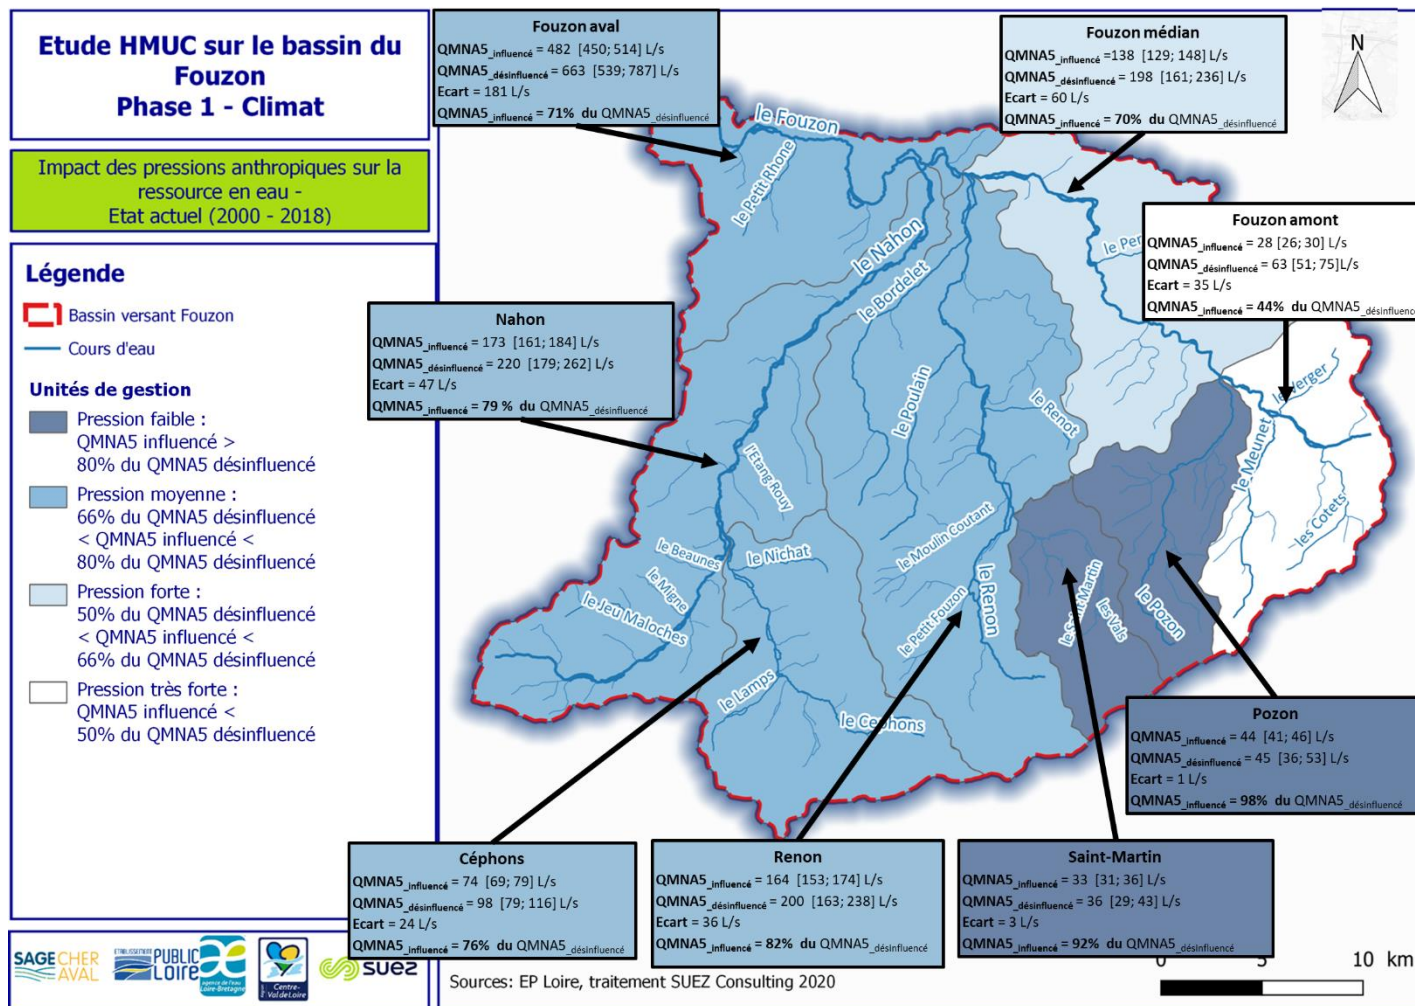 Etude HMUC sur le bassin du
Fouzon
Phase 1 - Climat
Impact des pressions anthropiques sur la
ressource en eau -
Etat actuel (2000 - 2018)
Légende
Bassin versant Fouzon
Cours d'eau
Unités de gestion
Pression faible :
QMNA5 influencé >
80% du QMNA5 désinfluencé
Pression moyenne :
66% du QMNA5 désinfluencé
< QMNA5 influencé <
80% du QMNA5 désinfluencé
Pression forte :
50% du QMNA5 désinfluencé
< QMNA5 influencé <
66% du QMNA5 désinfluencé
Pression très forte :
QMNA5 influencé <
50% du QMNA5 désinfluencé
Fouzon aval
QMNA5_influencé = 482 [450; 514] L/s
QMNA5_désinfluencé = 663 [539; 787] L/s
Ecart = 181 L/s
QMNA5_influencé = 71% du QMNA5_désinfluencé
Fouzon médian
QMNA5_influencé =138 [129; 148] L/s
QMNA5_désinfluencé = 198 [161; 236] L/s
Ecart = 60 L/s
QMNA5_influencé = 70% du QMNA5_désinfluencé
N
Fouzon amont
QMNA5_influencé = 28 [26; 30] L/s
QMNA5_désinfluencé = 63 [51; 75]L/s
Ecart = 35 L/s
QMNA5_influencé = 44% du QMNA5_désinfluencé
Nahon
QMNA5_influencé = 173 [161; 184] L/s
QMNA5_désinfluencé = 220 [179; 262] L/s
Ecart = 47 L/s
QMNA5_influencé = 79 % du QMNA5_désinfluencé
le Fouzon
le Petit Rhone
le Nahon
le Bordelet
le Poulain
le Renot
l'Etang Rouy
le Moulin Coutant
le Nichat
le Beaunes
le Migne
le Jeu Maloches
le Petit Fouzon
le Renon
le Lamps
le Cephons
le Saint Martin
les Vals
le Pozon
le Meunet
les Cotets
Pozon
QMNA5_influencé = 44 [41; 46] L/s
QMNA5_désinfluencé = 45 [36; 53] L/s
Ecart = 1 L/s
QMNA5_influencé = 98% du QMNA5_désinfluencé
Céphons
QMNA5_influencé = 74 [69; 79] L/s
QMNA5_désinfluencé = 98 [79; 116] L/s
Ecart = 24 L/s
QMNA5_influencé = 76% du QMNA5_désinfluencé
Renon
QMNA5_influencé = 164 [153; 174] L/s
QMNA5_désinfluencé = 200 [163; 238] L/s
Ecart = 36 L/s
QMNA5_influencé = 82% du QMNA5_désinfluencé
Saint-Martin
QMNA5_influencé = 33 [31; 36] L/s
QMNA5_désinfluencé = 36 [29; 43] L/s
Ecart = 3 L/s
QMNA5_influencé = 92% du QMNA5_désinfluencé
0 5 10 km
SAGE CHER
AVAL
ETABLISSEMENT
PUBLIC
LOIRE
agence de l'eau
Loire-Bretagne
Centre-
Val de Loire
suez
Sources: EP Loire, traitement SUEZ Consulting 2020